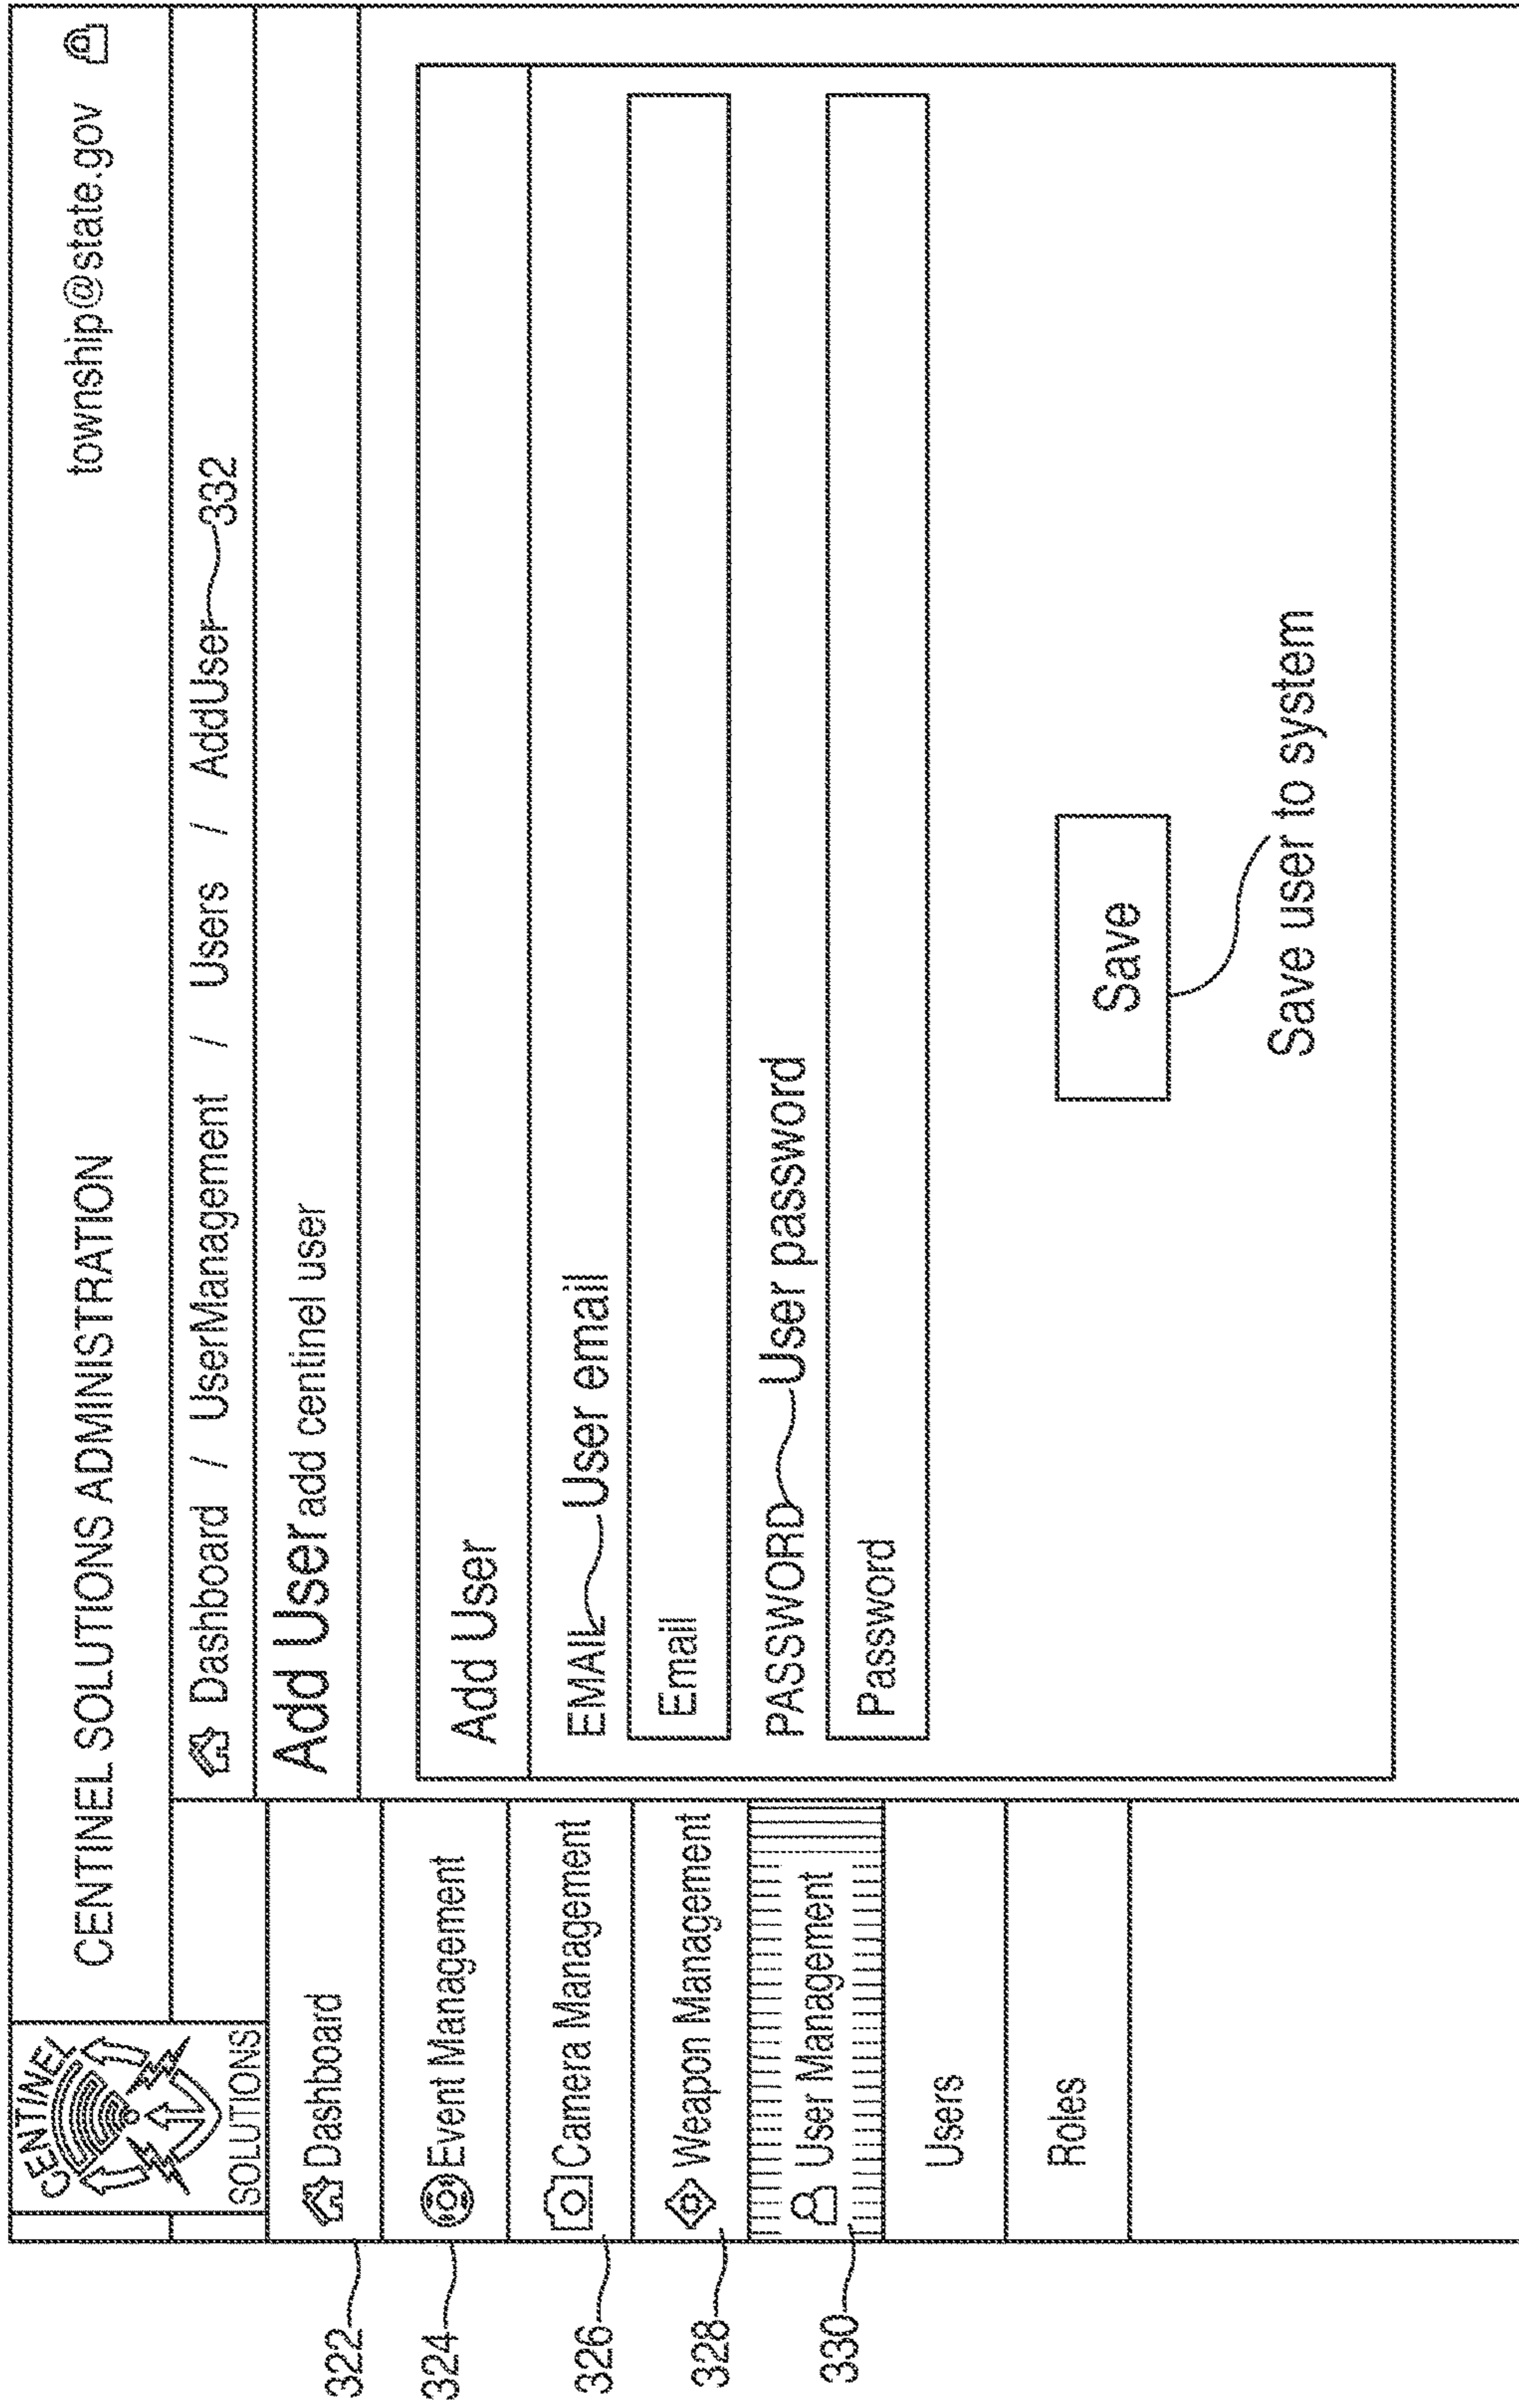 CENTINEL
SOLUTIONS
CENTINEL SOLUTIONS ADMINISTRATION
township@state.gov
Dashboard / UserManagement / Users / AddUser 332
Add User add centinel user
322 Dashboard
324 Event Management
326 Camera Management
328 Weapon Management
330 User Management
Users
Roles
Add User
EMAIL User email
Email
PASSWORD User password
Password
Save
Save user to system